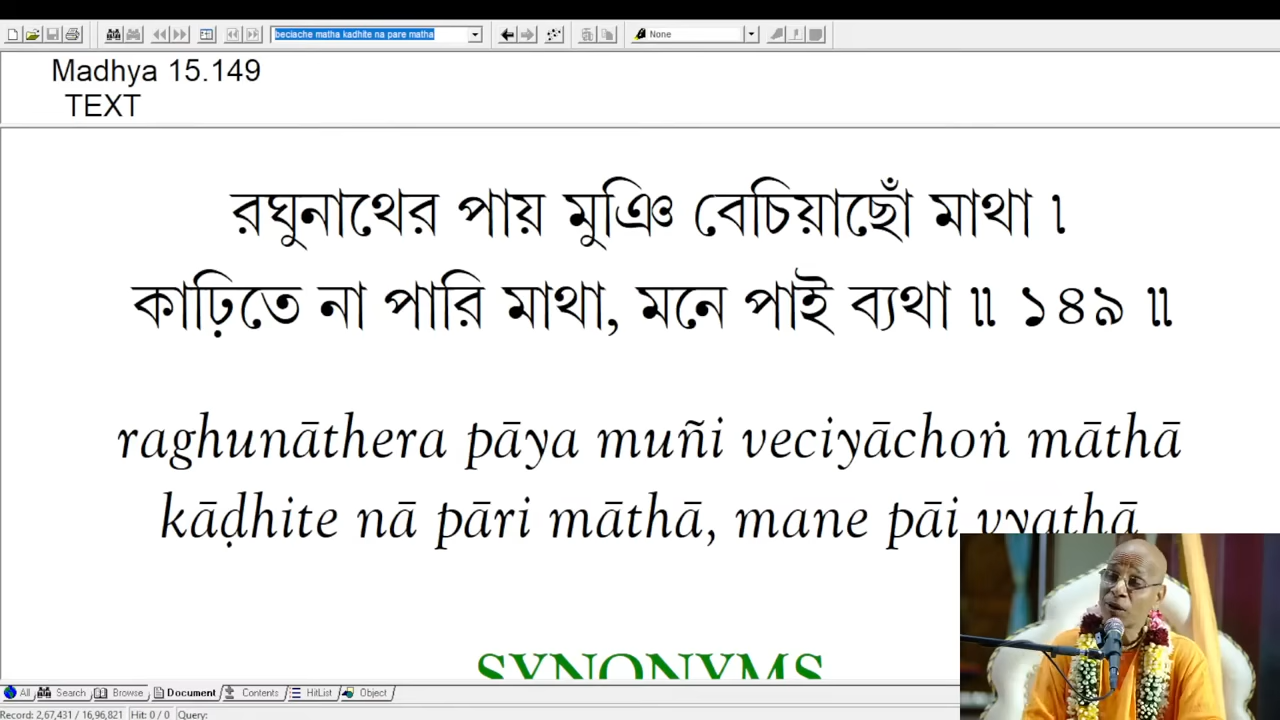 beciache matha kadhite na pare matha
None
Madhya 15.149
TEXT
রঘুনাথের পায় মুঞি বেচিয়াছোঁ মাথা ৷
কাঢ়িতে না পারি মাথা, মনে পাই ব্যথা ৷৷ ১৪৯ ৷৷
raghunāthera pāya muñi veciyāchoṅ māthā
kāḍhite nā pāri māthā, mane pāi vyathā
SYNONYMS
All Search Browse Document Contents HitList Object
Record: 2,67,431 / 16,96,821 Hit: 0 / 0 Query: